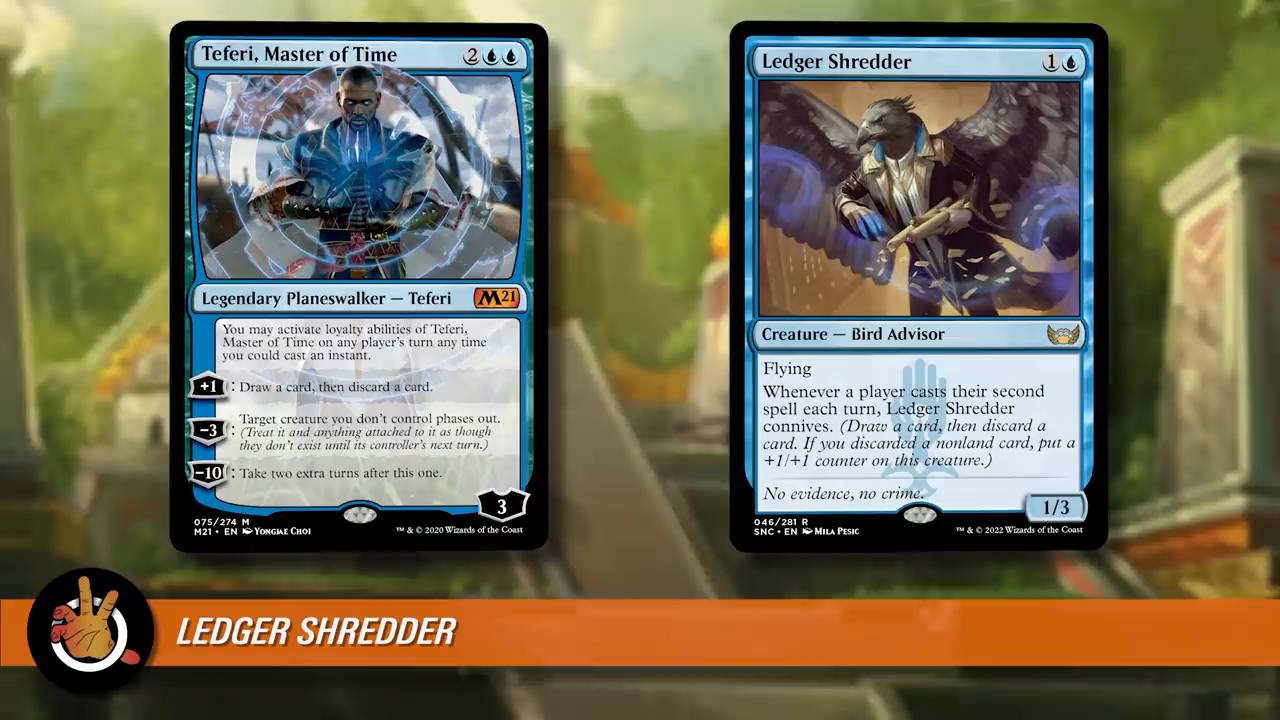 Teferi, Master of Time 2
Legendary Planeswalker — Teferi M21
You may activate loyalty abilities of Teferi,
Master of Time on any player's turn any time
you could cast an instant.
+1 : Draw a card, then discard a card.
−3 : Target creature you don't control phases out.
(Treat it and anything attached to it as though
they don't exist until its controller's next turn.)
−10 : Take two extra turns after this one.
3
075/274 M
M21 • EN YONGJAE CHOI ™ & © 2020 Wizards of the Coast
Ledger Shredder 1
Creature — Bird Advisor
Flying
Whenever a player casts their second
spell each turn, Ledger Shredder
connives. (Draw a card, then discard a
card. If you discarded a nonland card, put a
+1/+1 counter on this creature.)
No evidence, no crime.
1/3
046/281 R
SNC • EN MILA PESIC ™ & © 2022 Wizards of the Coast
LEDGER SHREDDER